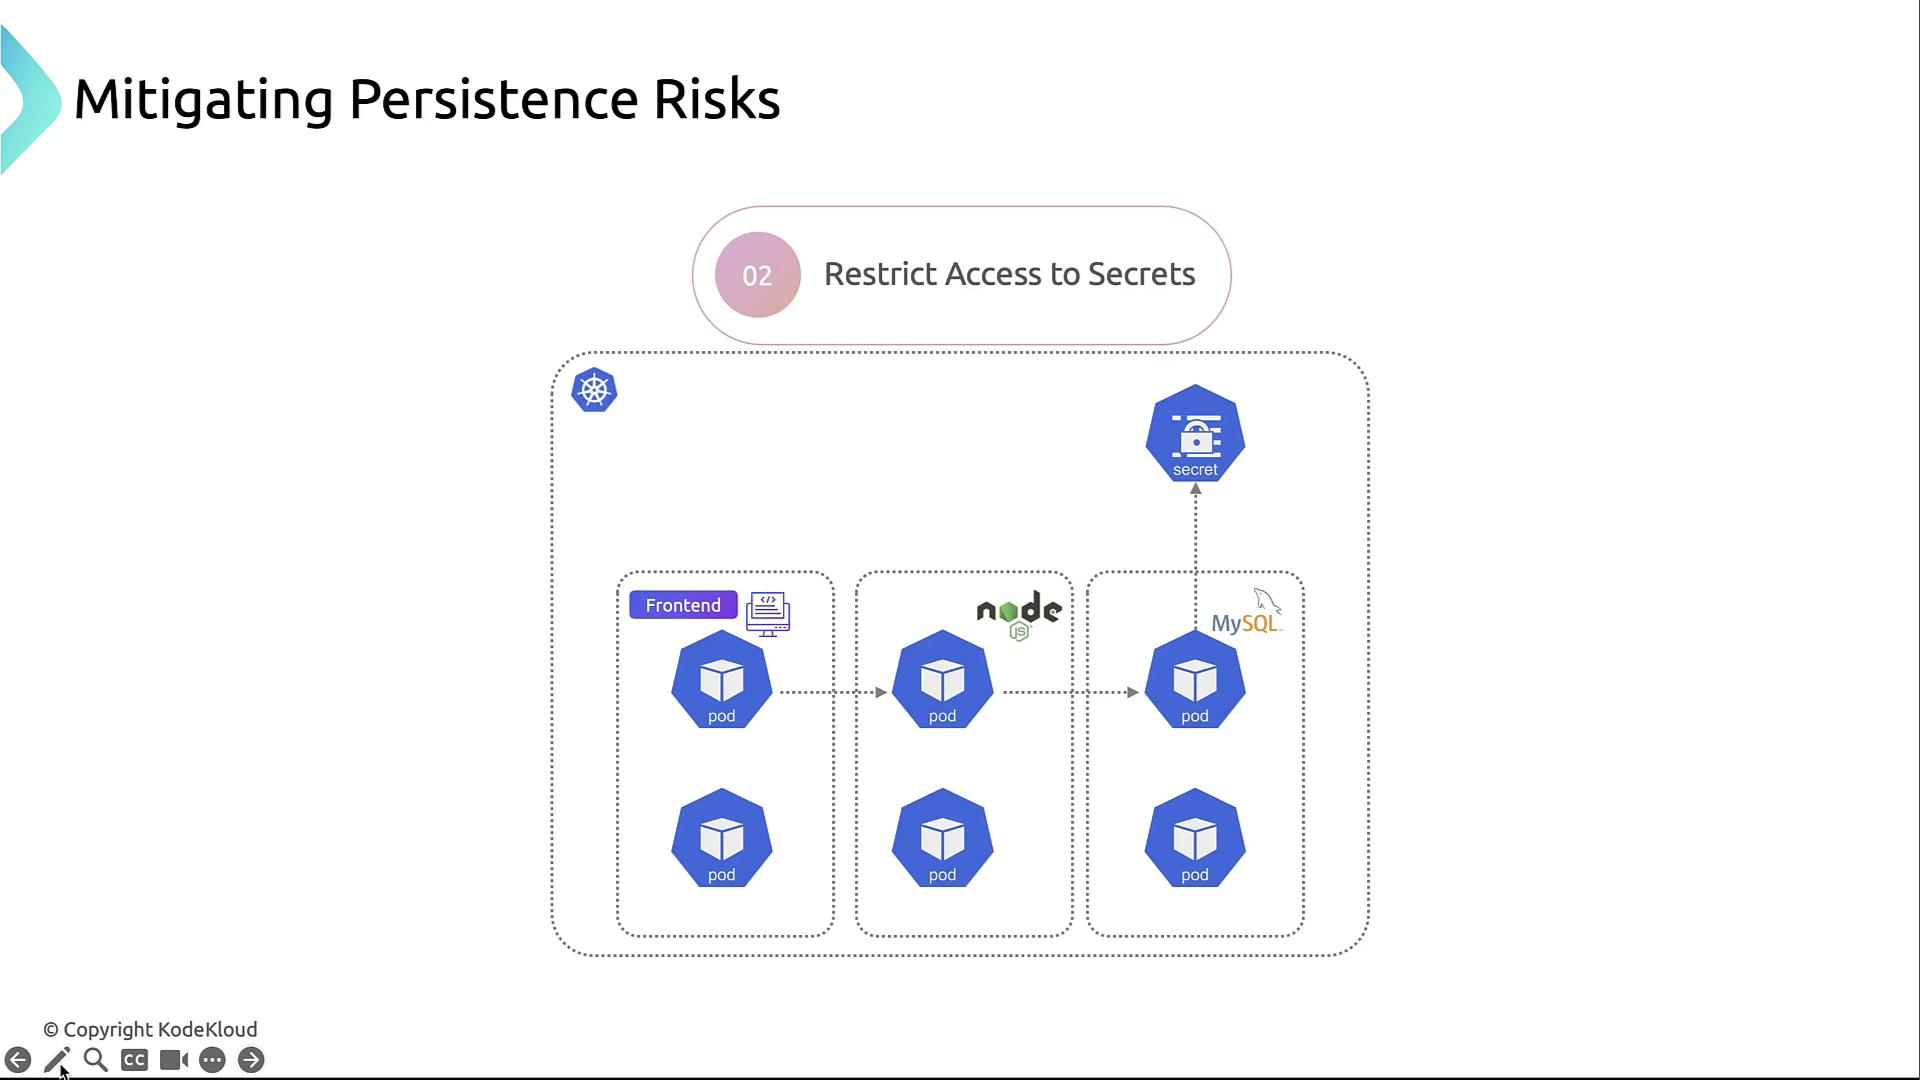 Mitigating Persistence Risks
02 Restrict Access to Secrets
secret
Frontend
node
JS
MySQL
pod
pod
pod
pod
pod
pod
© Copyright KodeKloud
CC